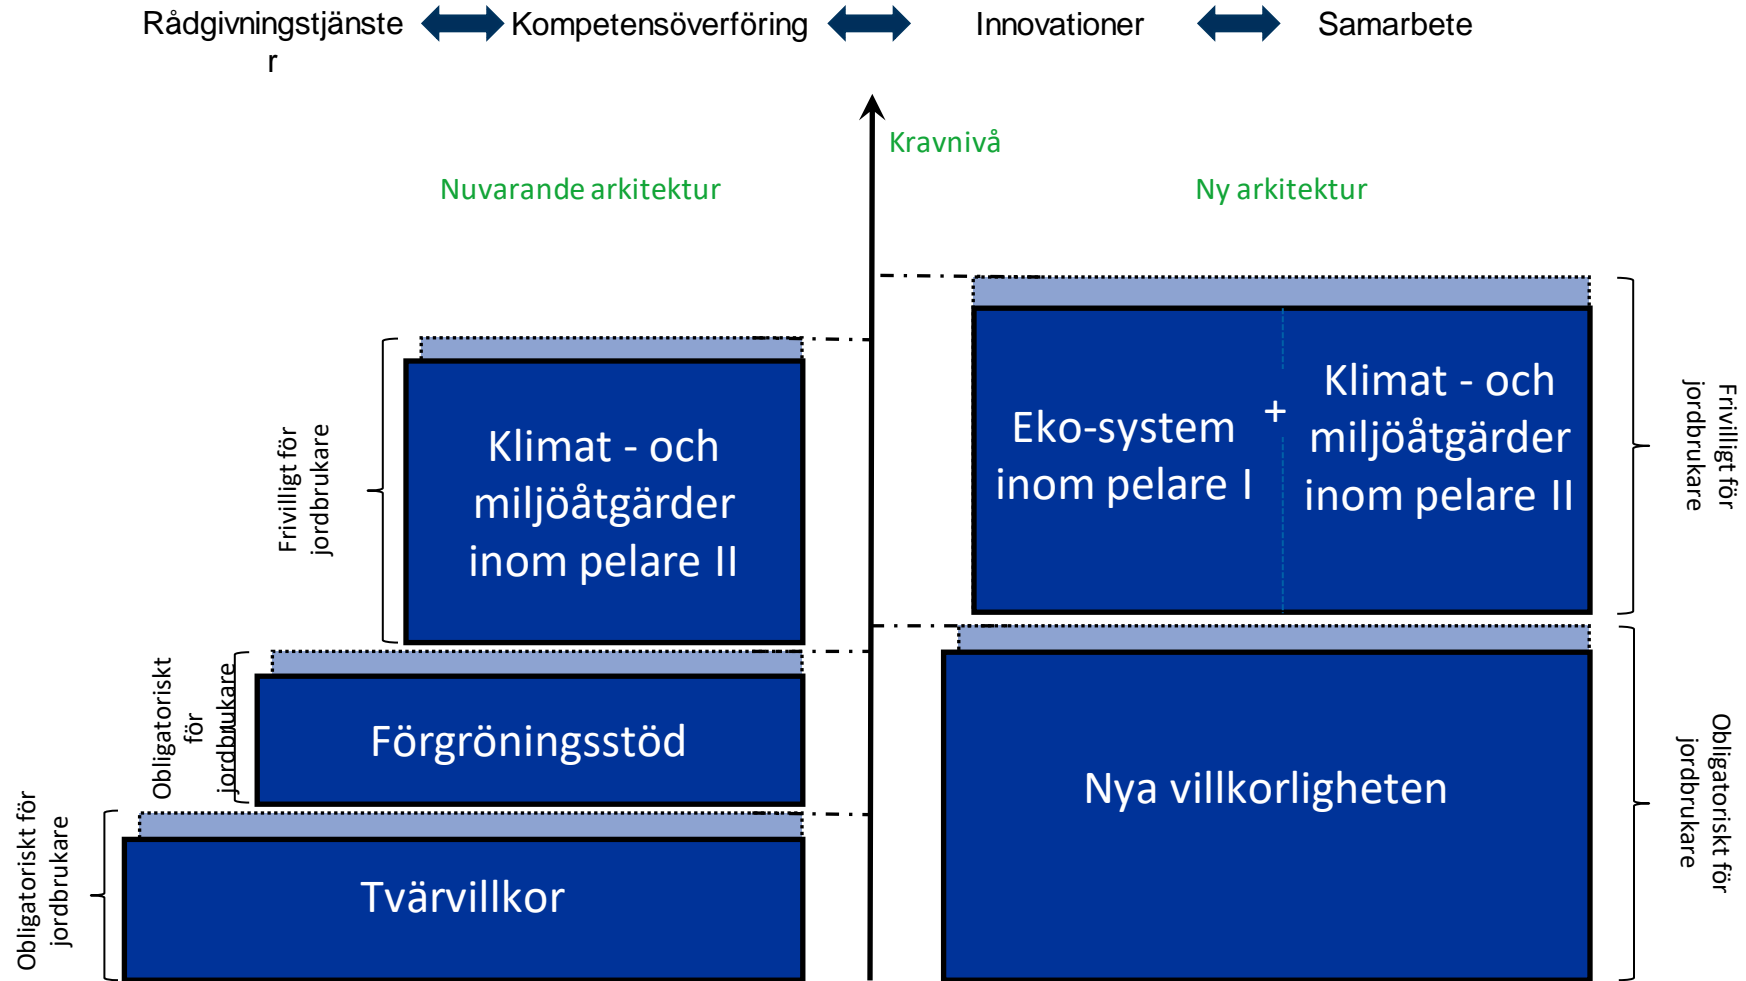 Rådgivningstjänste
r
Kompetensöverföring
Innovationer
Samarbete
Kravnivå
Nuvarande arkitektur
Ny arkitektur
Frivilligt för
jordbrukare
Klimat - och
miljöåtgärder
inom pelare II
Obligatoriskt
för
jordbrukare
Förgröningsstöd
Obligatoriskt för
jordbrukare
Tvärvillkor
Eko-system
inom pelare I
+
Klimat - och
miljöåtgärder
inom pelare II
Frivilligt för
jordbrukare
Nya villkorligheten
Obligatoriskt för
jordbrukare